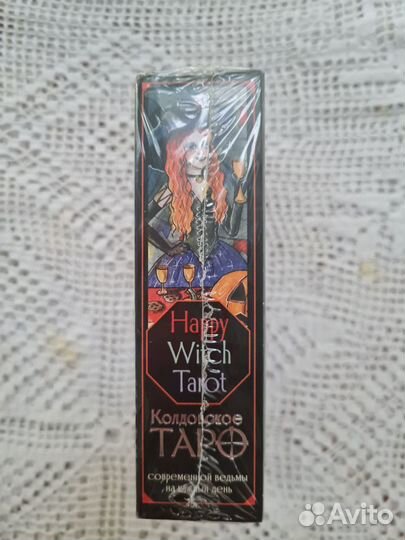 Happy
Witch
Tarot
Колдовское
ТАРО
современной ведьмы
на каждый день
Avito